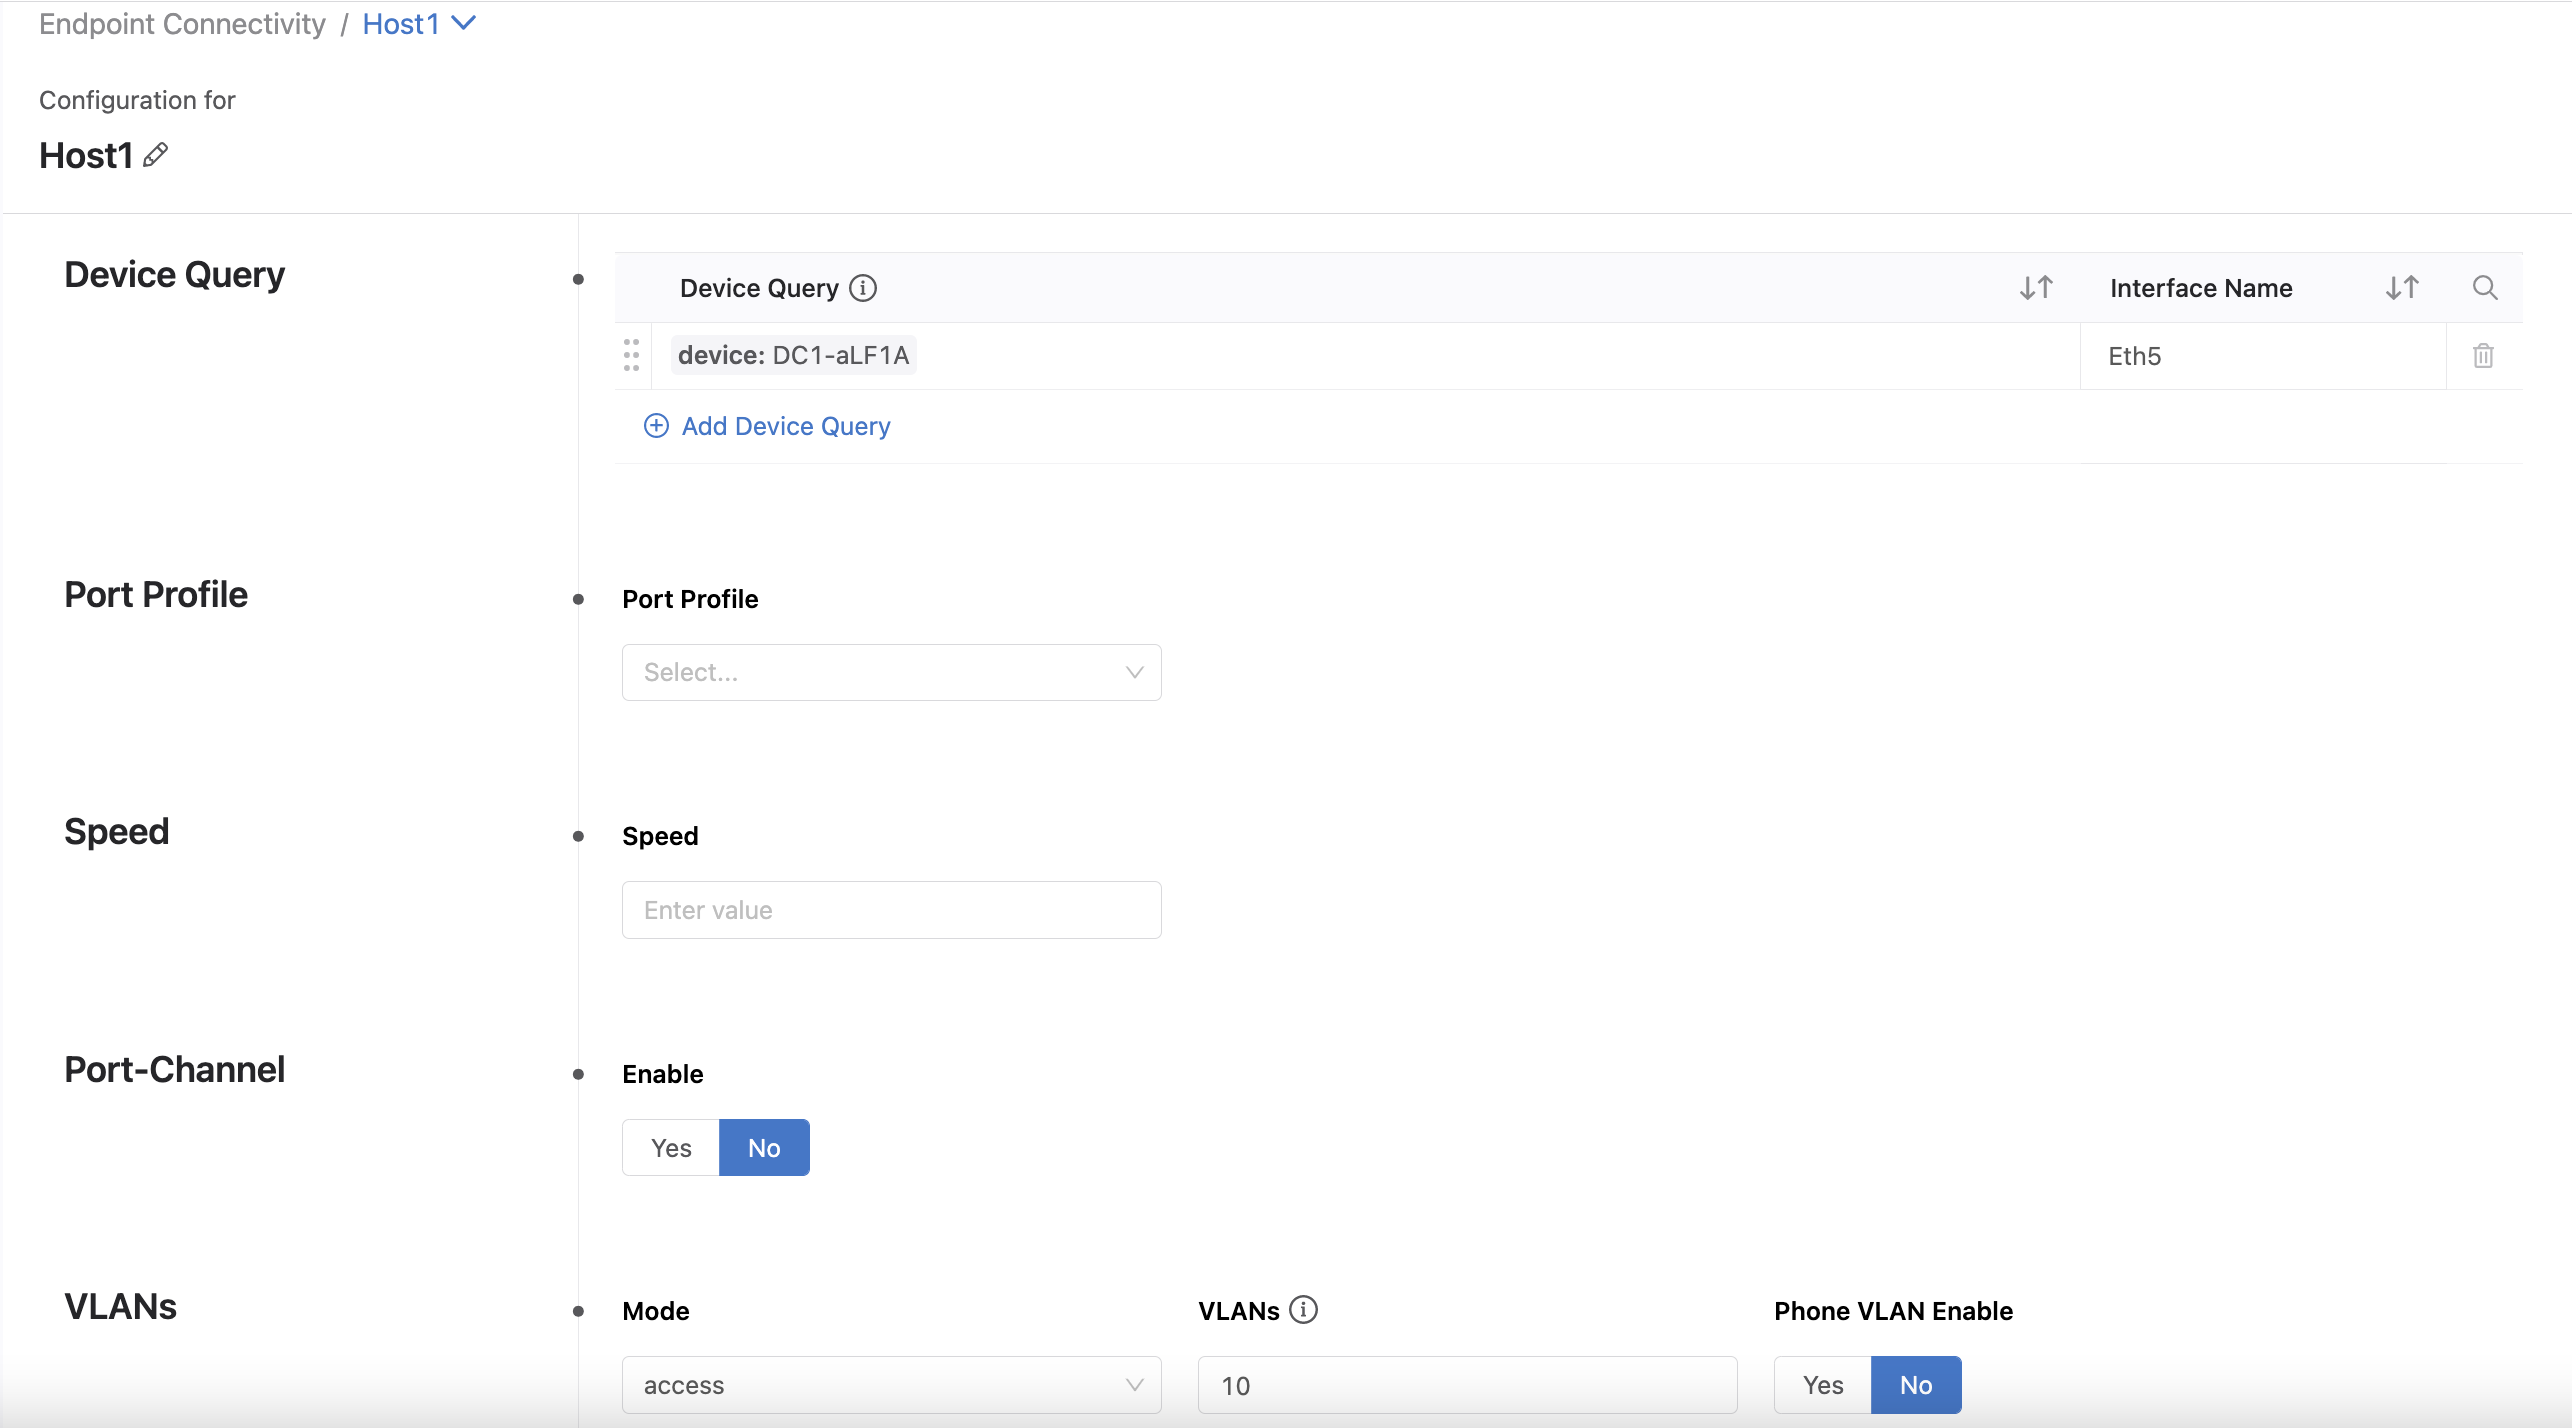 Endpoint Connectivity / Host1
Configuration for
Host1
Device Query
Device Query Interface Name
device: DC1-aLF1A Eth5
Add Device Query
Port Profile
Port Profile
Select...
Speed
Speed
Enter value
Port-Channel
Enable
Yes No
VLANs
Mode VLANs Phone VLAN Enable
access 10 Yes No